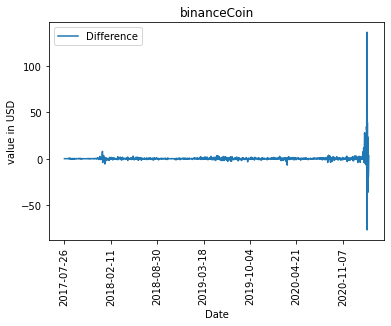 binanceCoin
Difference
value in USD
100
50
0
−50
2017-07-26
2018-02-11
2018-08-30
2019-03-18
2019-10-04
2020-04-21
2020-11-07
Date